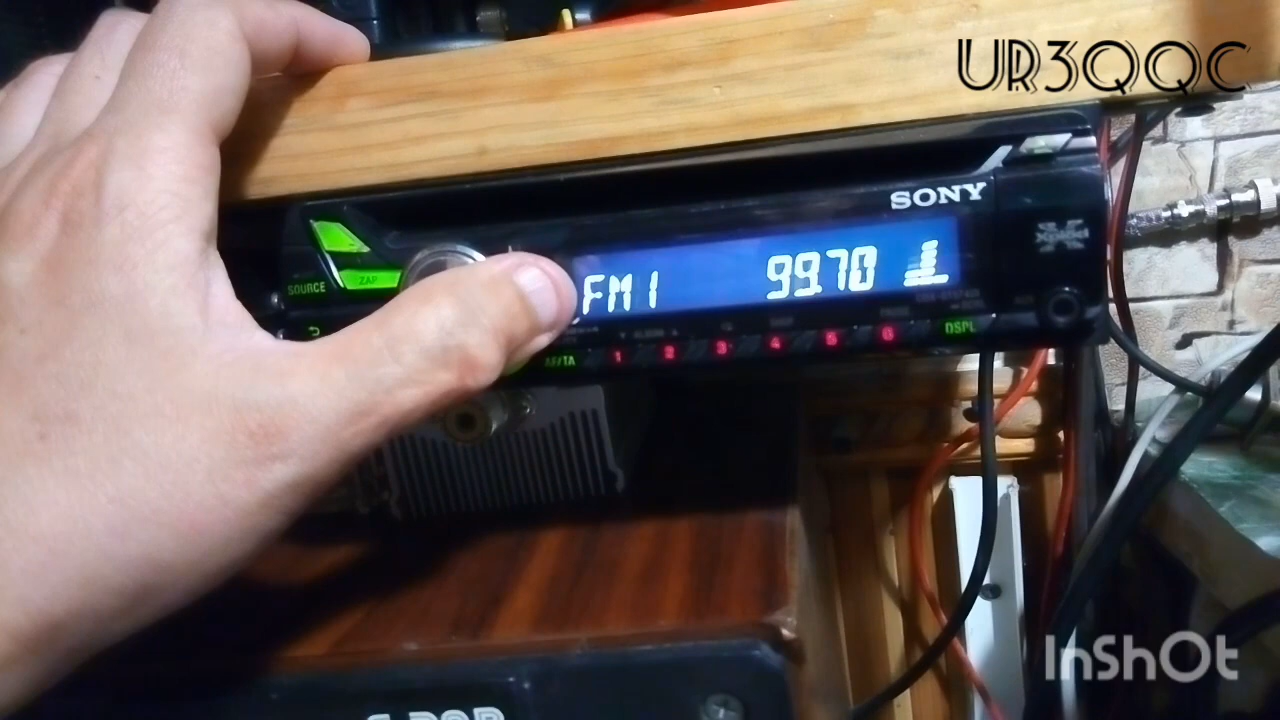 UR3QQC
SONY
SOURCE
ZAP
FM1 99.70
AF/TA
1 2 3 4 5 6
DSPL
InShOt